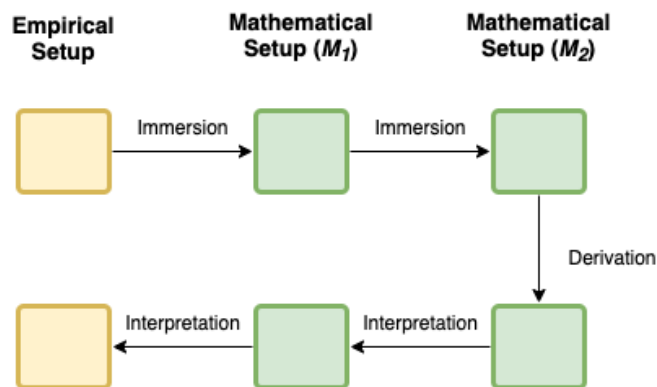 Empirical
Setup
Mathematical
Setup (M₁)
Mathematical
Setup (M₂)
Immersion
Immersion
Derivation
Interpretation
Interpretation